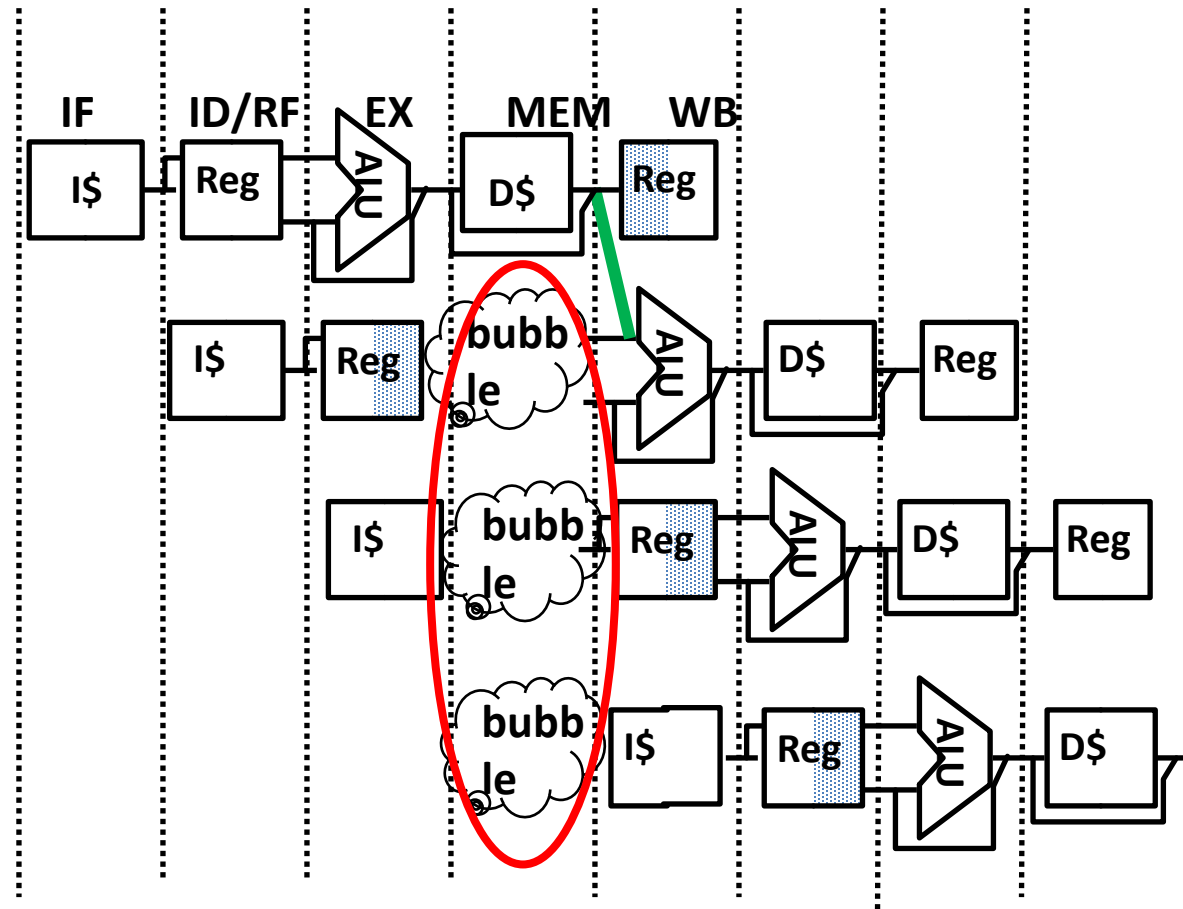 IF ID/RF EX MEM WB
I$ Reg ALU D$ Reg
I$ Reg bubb
le ALU D$ Reg
I$ bubb
le Reg ALU D$ Reg
bubb
le I$ Reg ALU D$